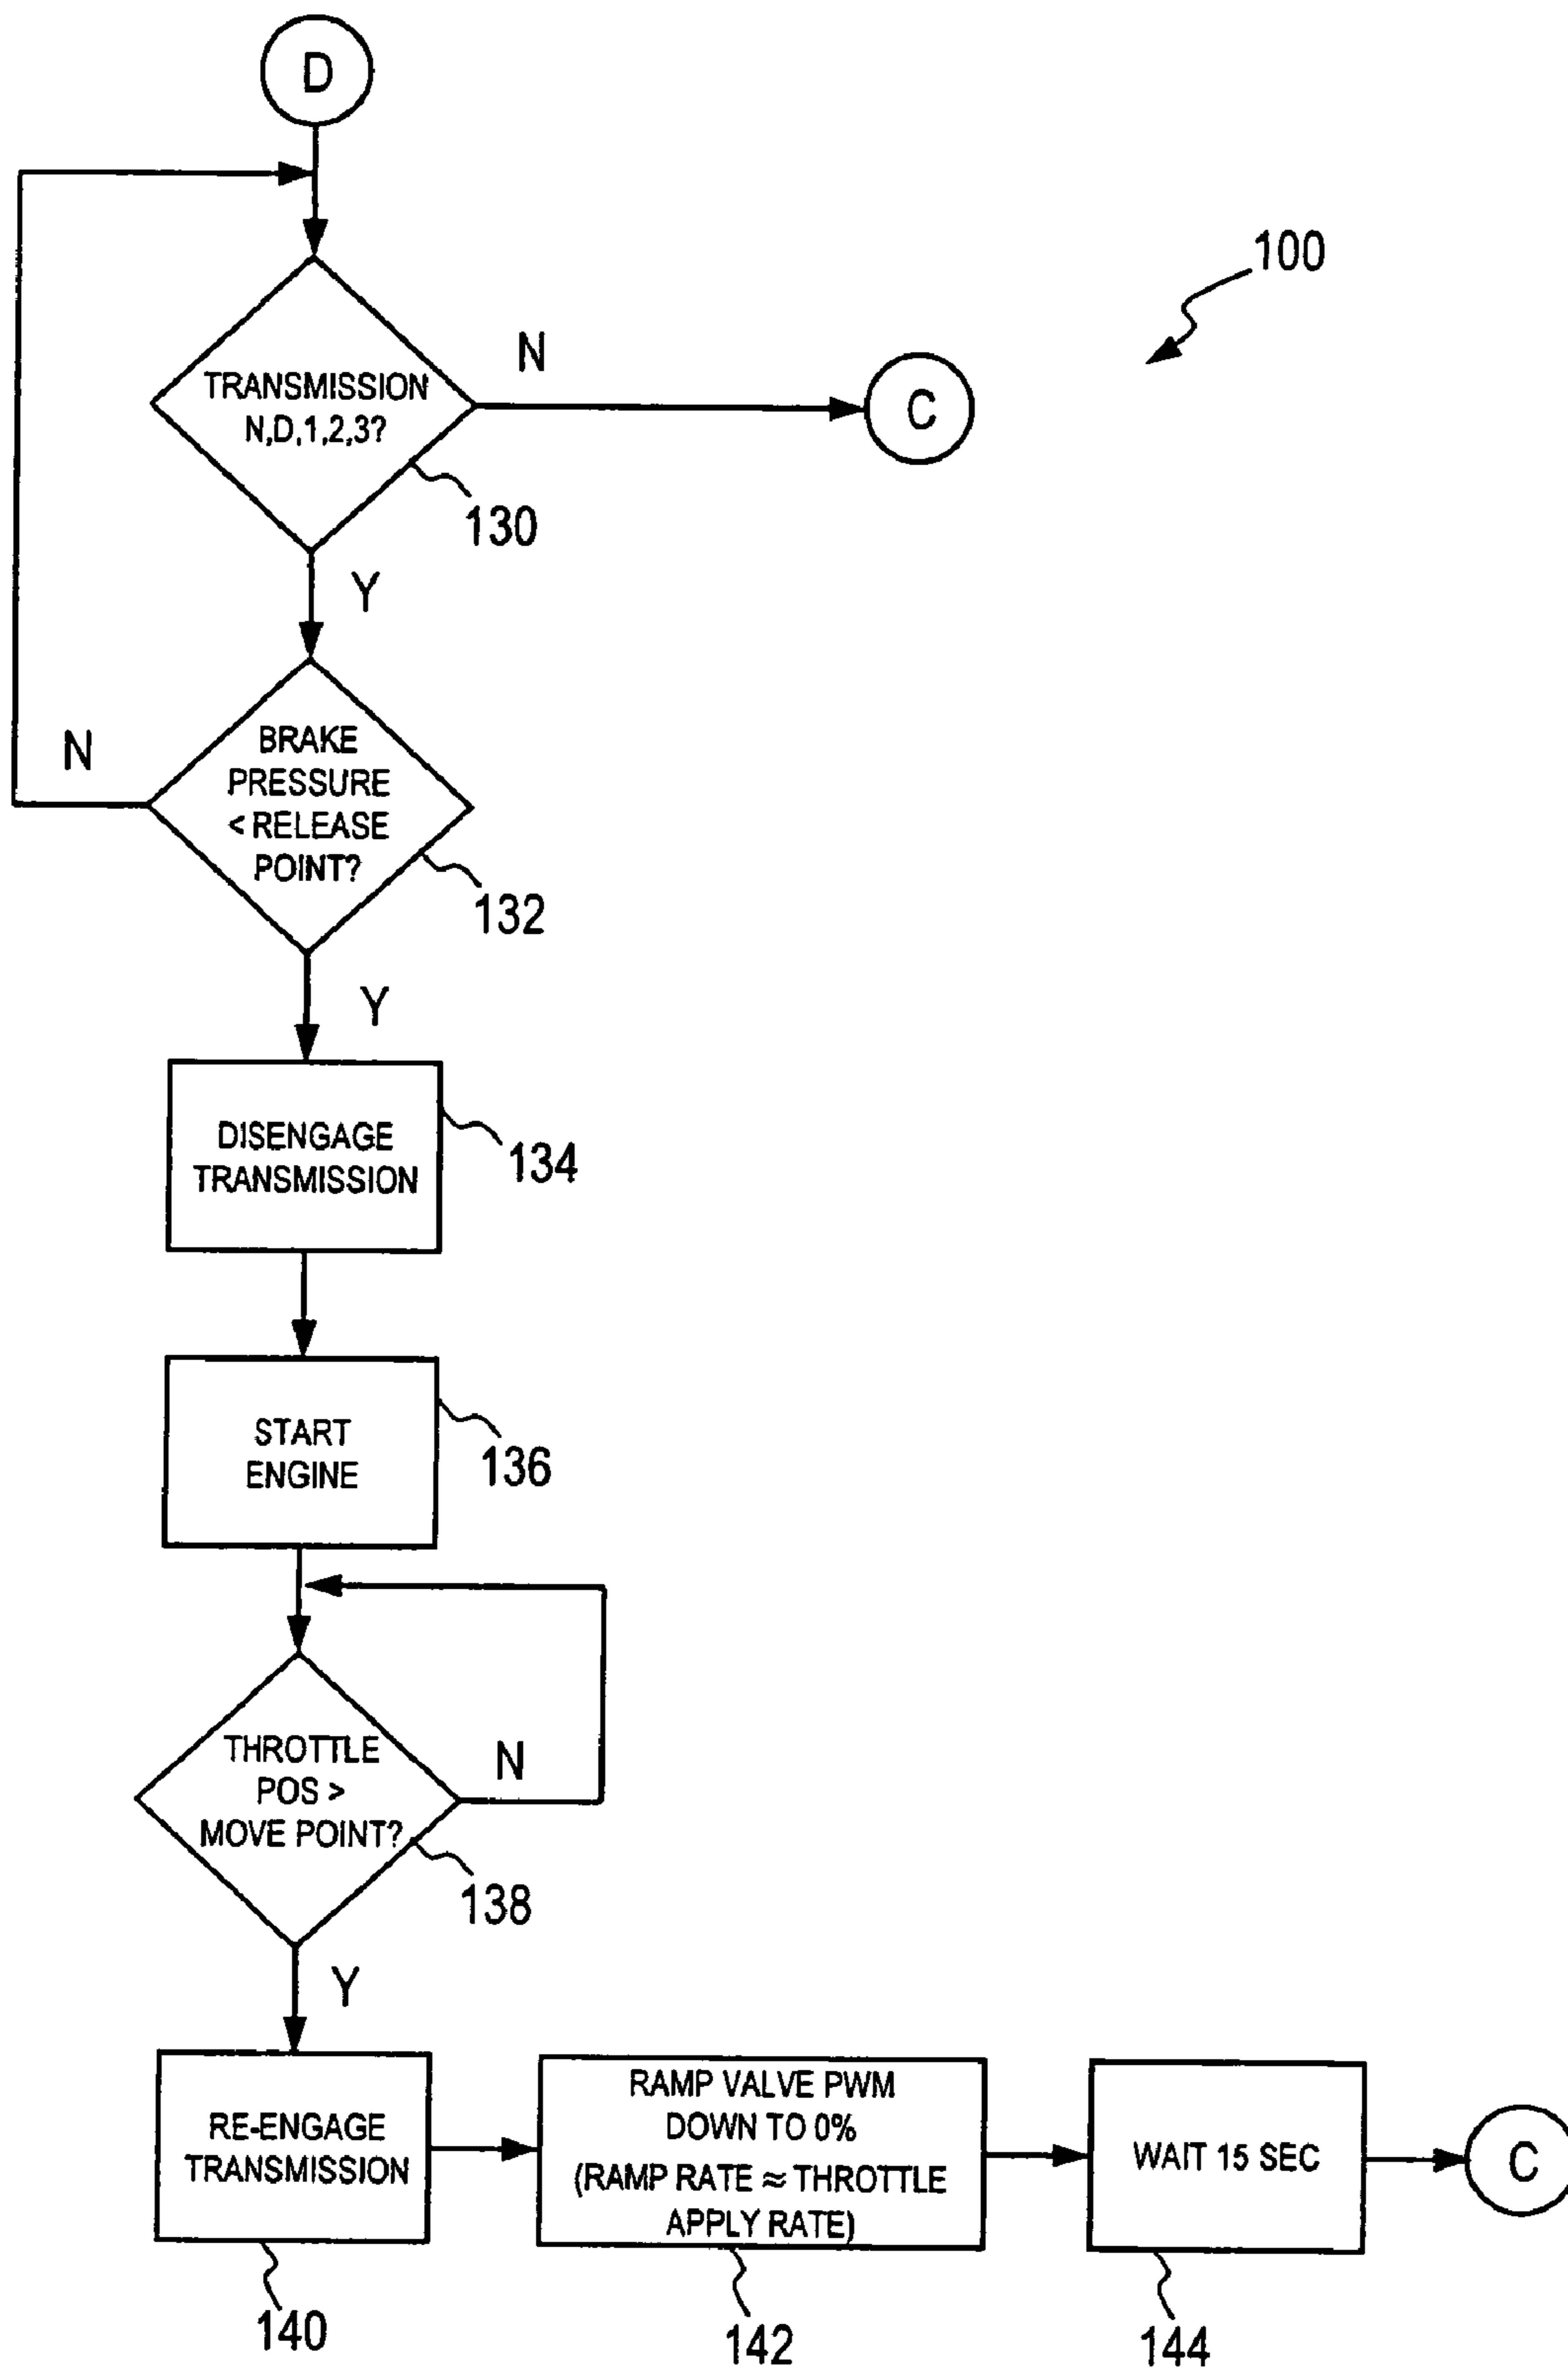 D
100
N
TRANSMISSION
N,D,1,2,3?
C
130
Y
N
BRAKE
PRESSURE
< RELEASE
POINT?
132
Y
DISENGAGE
TRANSMISSION
134
START
ENGINE
136
THROTTLE
POS >
MOVE POINT?
N
138
Y
RE-ENGAGE
TRANSMISSION
140
RAMP VALVE PWM
DOWN TO 0%
(RAMP RATE ≈ THROTTLE
APPLY RATE)
142
WAIT 15 SEC
144
C